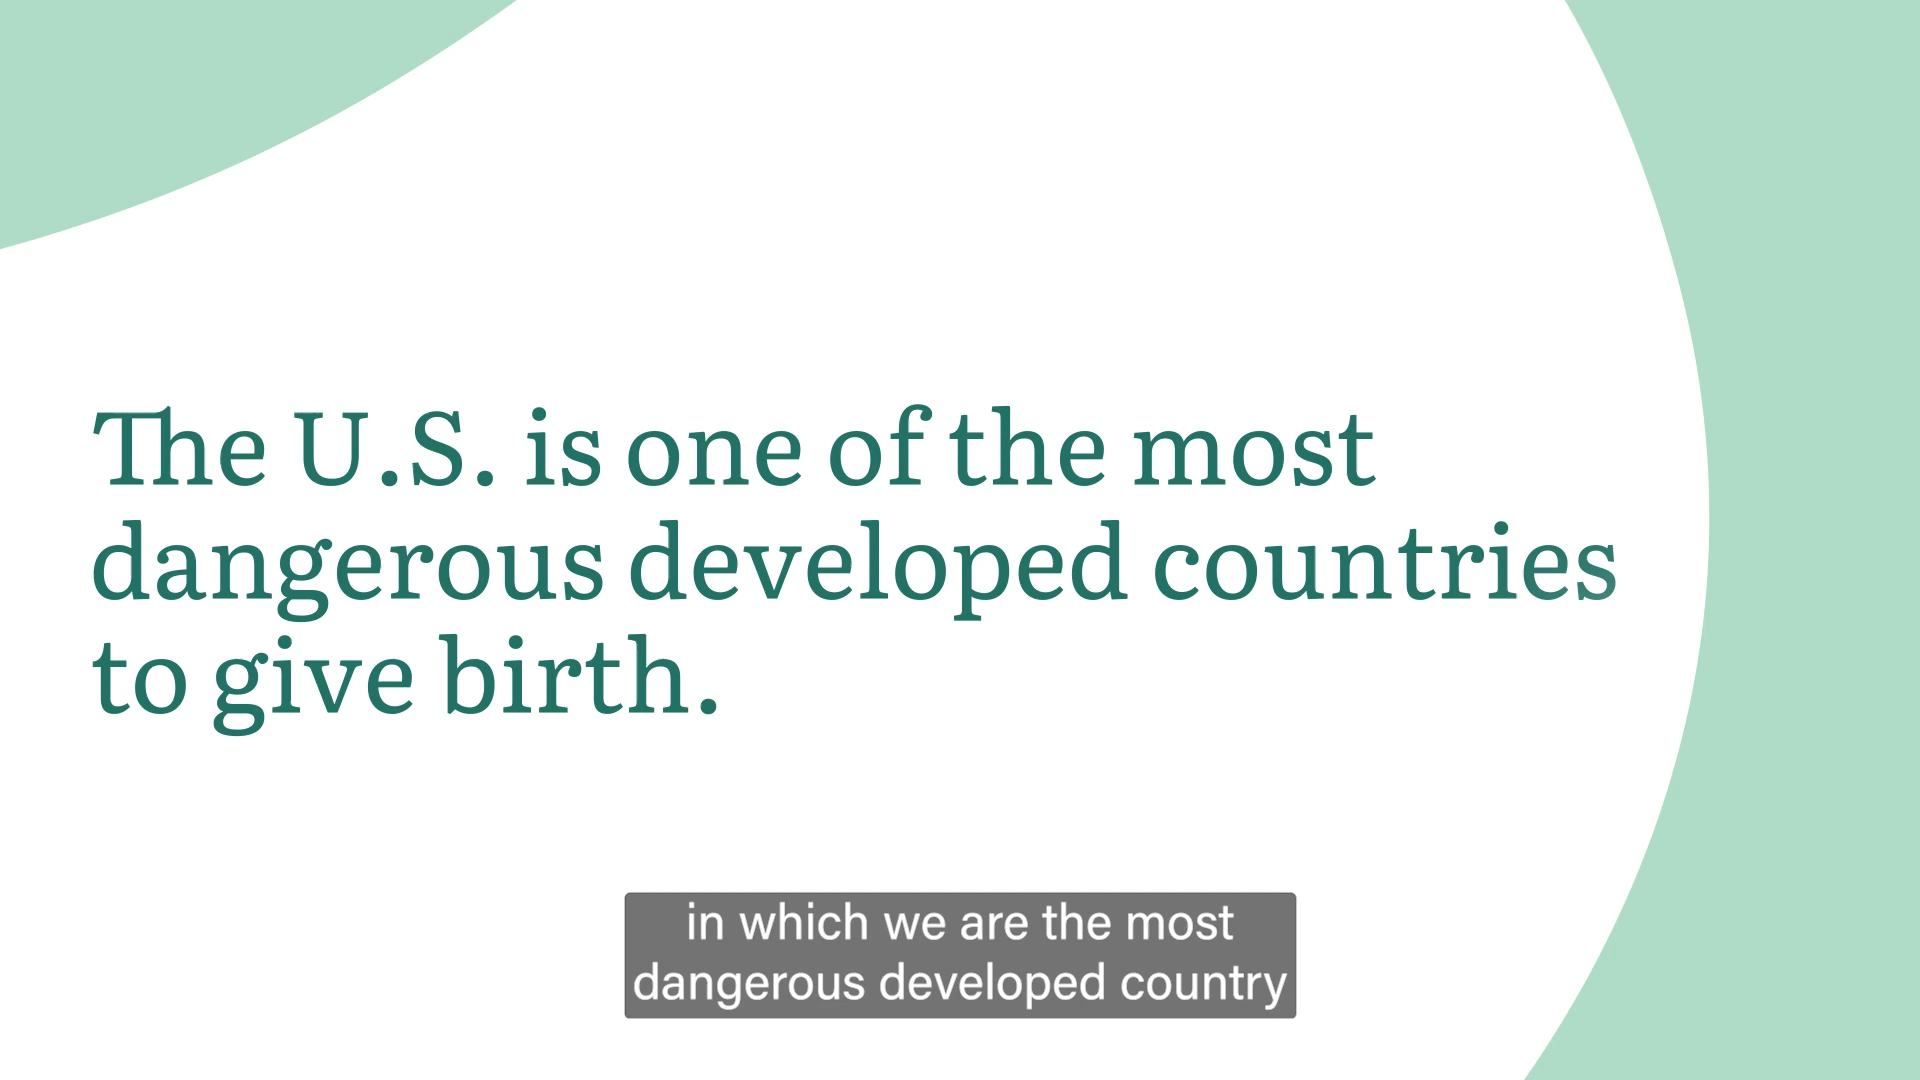 The U.S. is one of the most
dangerous developed countries
to give birth.
in which we are the most
dangerous developed country